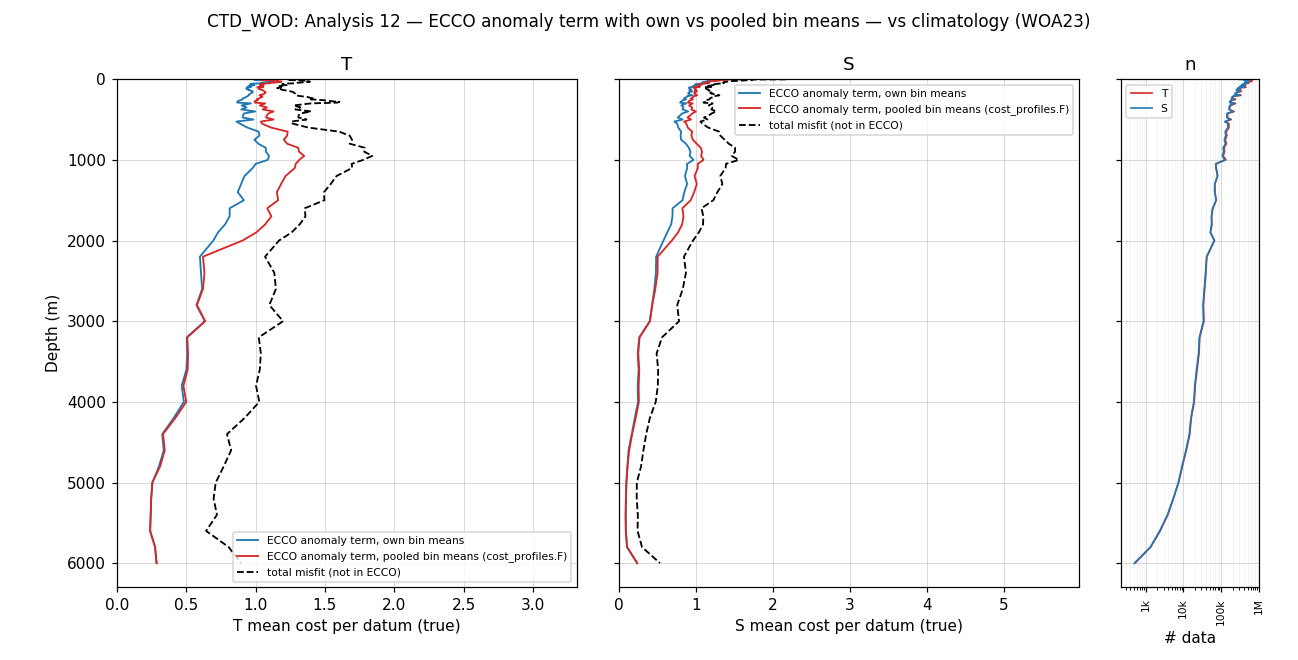 CTD_WOD: Analysis 12 — ECCO anomaly term with own vs pooled bin means — vs climatology (WOA23)
T
S
n
ECCO anomaly term, own bin means
ECCO anomaly term, pooled bin means (cost_profiles.F)
total misfit (not in ECCO)
T
S
0
1000
2000
3000
4000
5000
6000
Depth (m)
ECCO anomaly term, own bin means
ECCO anomaly term, pooled bin means (cost_profiles.F)
total misfit (not in ECCO)
0.0 0.5 1.0 1.5 2.0 2.5 3.0
T mean cost per datum (true)
0 1 2 3 4 5
S mean cost per datum (true)
1k 10k 100k 1M
# data